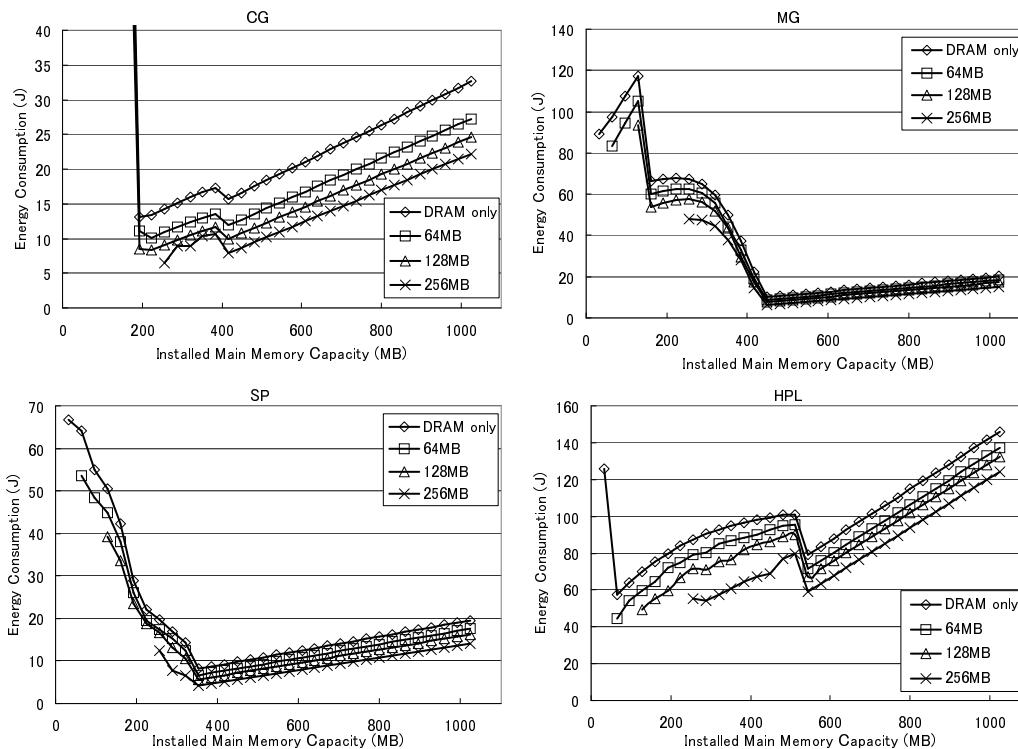 CG
40
35
30
25
20
15
10
5
0
Energy Consumption (J)
0 200 400 600 800 1000
Installed Main Memory Capacity (MB)
DRAM only
64MB
128MB
256MB
MG
140
120
100
80
60
40
20
0
Energy Consumption (J)
0 200 400 600 800 1000
Installed Main Memory Capacity (MB)
DRAM only
64MB
128MB
256MB
SP
70
60
50
40
30
20
10
0
Energy Consumption (J)
0 200 400 600 800 1000
Installed Main Memory Capacity (MB)
DRAM only
64MB
128MB
256MB
HPL
160
140
120
100
80
60
40
20
0
Energy Consumption (J)
0 200 400 600 800 1000
Installed Main Memory Capacity (MB)
DRAM only
64MB
128MB
256MB